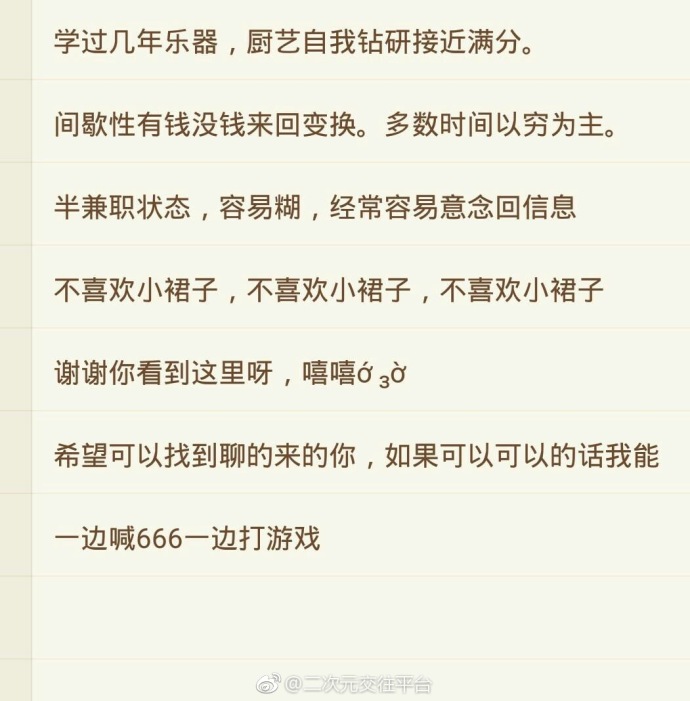 学过几年乐器，厨艺自我钻研接近满分。
间歇性有钱没钱来回变换。多数时间以穷为主。
半兼职状态，容易糊，经常容易意念回信息
不喜欢小裙子，不喜欢小裙子，不喜欢小裙子
谢谢你看到这里呀，嘻嘻ớ ₃ờ
希望可以找到聊的来的你，如果可以可以的话我能
一边喊666一边打游戏
@二次元交往平台